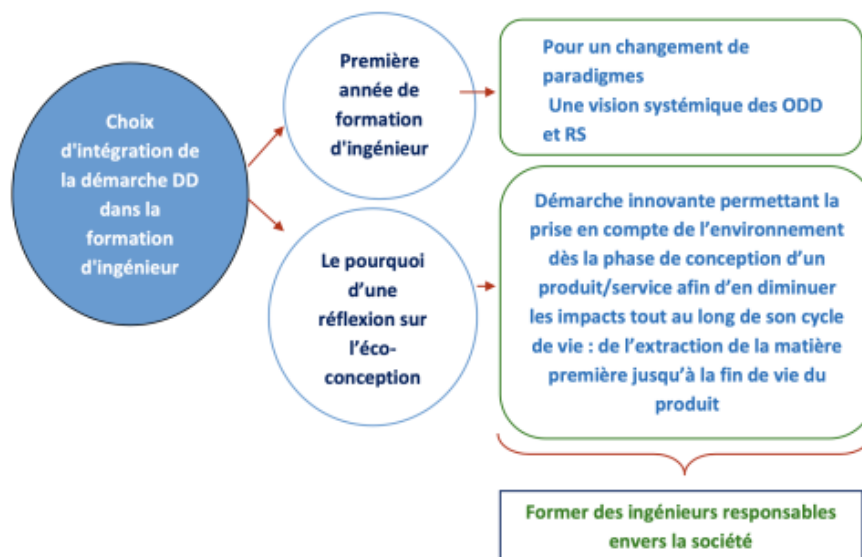 Choix
d'intégration de
la démarche DD
dans la
formation
d'ingénieur
Première
année de
formation
d'ingénieur
Pour un changement de
paradigmes
Une vision systémique des ODD
et RS
Le pourquoi
d'une
réflexion sur
l'éco-
conception
Démarche innovante permettant la
prise en compte de l'environnement
dès la phase de conception d'un
produit/service afin d'en diminuer
les impacts tout au long de son cycle
de vie : de l'extraction de la matière
première jusqu'à la fin de vie du
produit
Former des ingénieurs responsables
envers la société